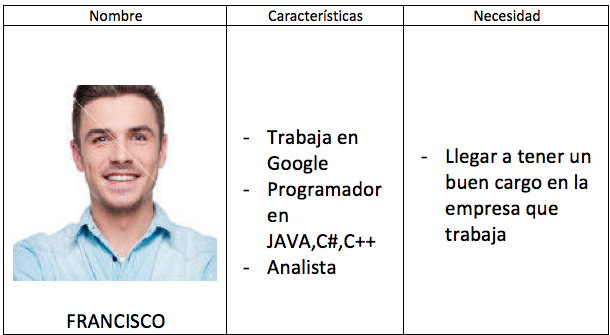 Nombre
Características
Necesidad
FRANCISCO
- Trabaja en
Google
- Programador
en
JAVA,C#,C++
- Analista
- Llegar a tener un
buen cargo en la
empresa que
trabaja